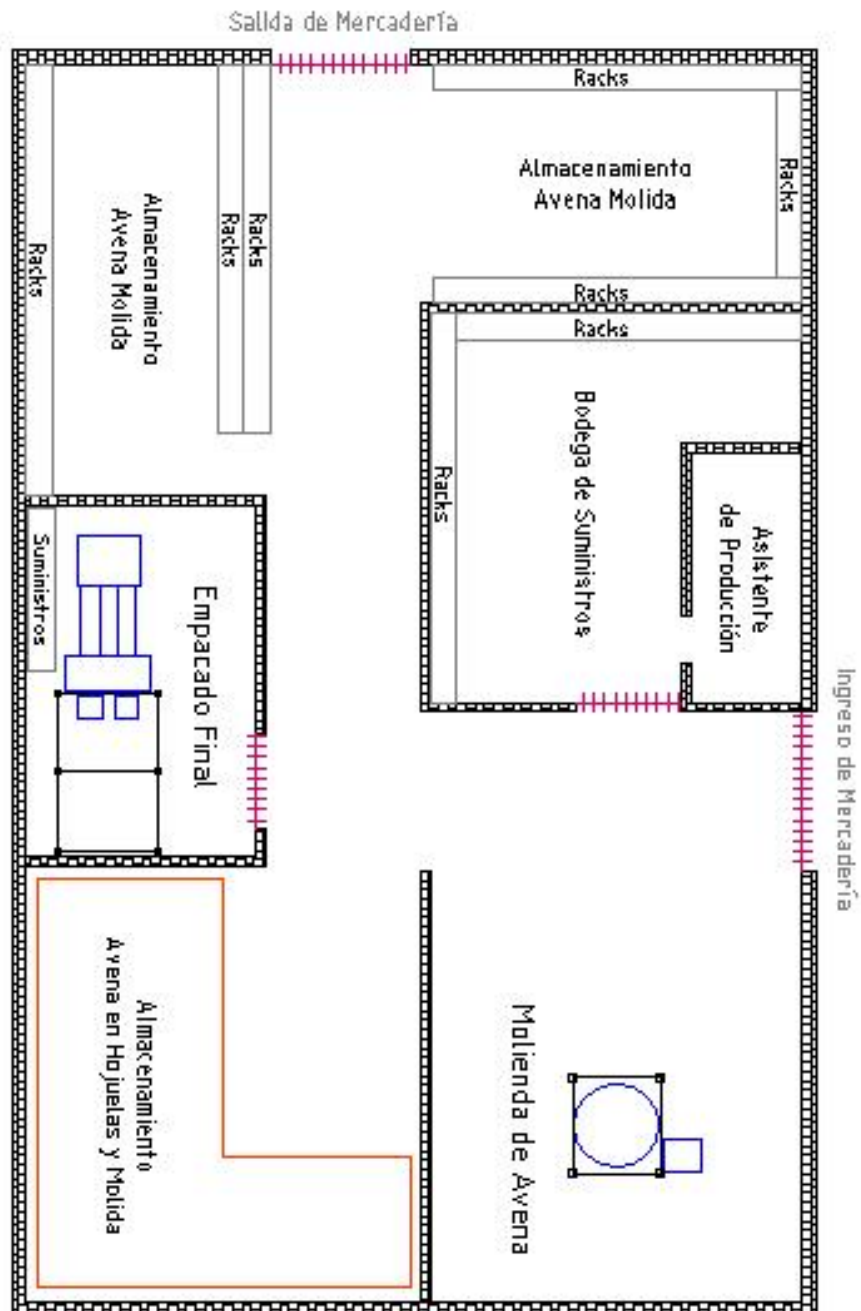 Salida de Mercadería
Racks
Almacenamiento
Avena Molida
Racks
Racks
Racks
Racks
Racks
Almacenamiento
Avena Molida
Racks
Racks
Bodega de Suministros
Asistente
de Producción
Suministros
Empacado Final
Ingreso de Mercadería
Almacenamiento
Avena en Hojuelas y Molida
Molienda de Avena